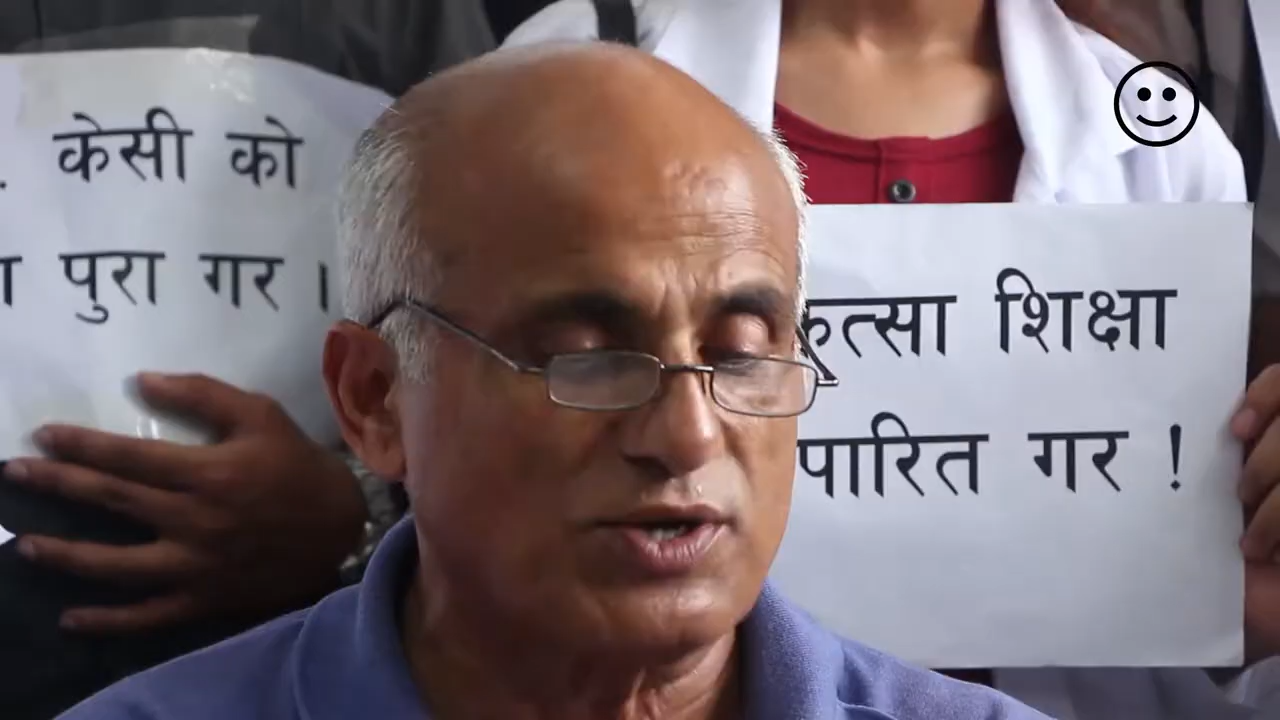 केसी को
पुरा गर ।
शिक्षा
पारित गर !